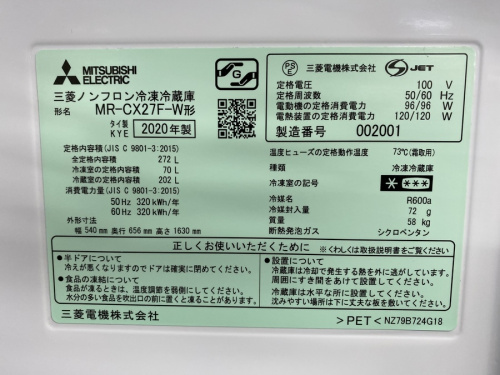 MITSUBISHI
ELECTRIC
三菱ノンフロン冷凍冷蔵庫
形名 MR-CX27F-W形
タイ製
KYE
2020年製
定格内容積(JIS C 9801-3:2015)
全定格内容積 272 L
冷凍室 70 L
冷蔵室 202 L
消費電力量(JIS C 9801-3:2015)
50 Hz 320 kWh/年
60 Hz 320 kWh/年
外形寸法
幅 540 mm 奥行 656 mm 高さ 1630 mm
PS
E
三菱電機株式会社
JET
定格電圧 100 V
定格周波数 50/60 Hz
電動機の定格消費電力 96/96 W
電熱装置の定格消費電力 120/120 W
製造番号 002001
温度ヒューズの定格動作温度 73℃(霜取用)
種類 冷凍冷蔵庫
冷凍室の記号 * ***
冷媒名 R600a
冷媒封入量 72 g
質量 58 kg
断熱発泡ガス シクロペンタン
正しくお使いいただくために ※くわしくは取扱説明書をご覧ください
●半ドアについて
冷えが悪くなりますのでドアは確実に閉めてください。
●食品の凍結について
食品が凍るときは、温度調節を弱側にしてください。
水分の多い食品を吹出口の前に置くと凍ることがあります。
●設置について
冷蔵庫は冷却で発生する熱を外に逃がしています。
周囲にすき間をあけて設置してください。
冷蔵庫は水平な所に設置してください。
沈みやすい場所は下に丈夫な板を敷いてください。
三菱電機株式会社
>PET< NZ79B724G18